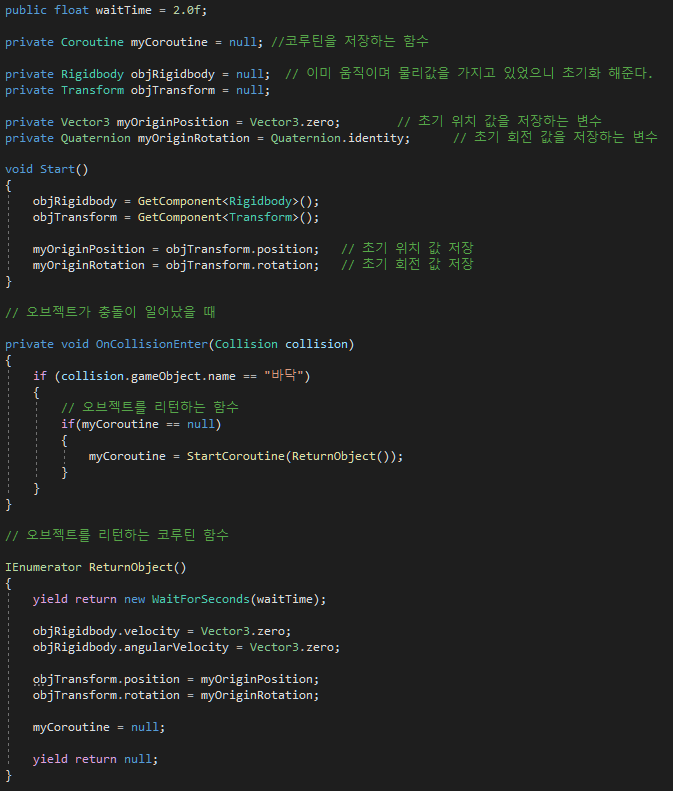 public float waitTime = 2.0f;
private Coroutine myCoroutine = null; //코루틴을 저장하는 함수
private Rigidbody objRigidbody = null;  // 이미 움직이며 물리값을 가지고 있었으니 초기화 해준다.
private Transform objTransform = null;
private Vector3 myOriginPosition = Vector3.zero;        // 초기 위치 값을 저장하는 변수
private Quaternion myOriginRotation = Quaternion.identity;      // 초기 회전 값을 저장하는 변수
void Start()
{
    objRigidbody = GetComponent<Rigidbody>();
    objTransform = GetComponent<Transform>();
    myOriginPosition = objTransform.position;   // 초기 위치 값 저장
    myOriginRotation = objTransform.rotation;   // 초기 회전 값 저장
}
// 오브젝트가 충돌이 일어났을 때
private void OnCollisionEnter(Collision collision)
{
    if (collision.gameObject.name == "바닥")
    {
        // 오브젝트를 리턴하는 함수
        if(myCoroutine == null)
        {
            myCoroutine = StartCoroutine(ReturnObject());
        }
    }
}
// 오브젝트를 리턴하는 코루틴 함수
IEnumerator ReturnObject()
{
    yield return new WaitForSeconds(waitTime);
    objRigidbody.velocity = Vector3.zero;
    objRigidbody.angularVelocity = Vector3.zero;
    objTransform.position = myOriginPosition;
    objTransform.rotation = myOriginRotation;
    myCoroutine = null;
    yield return null;
}